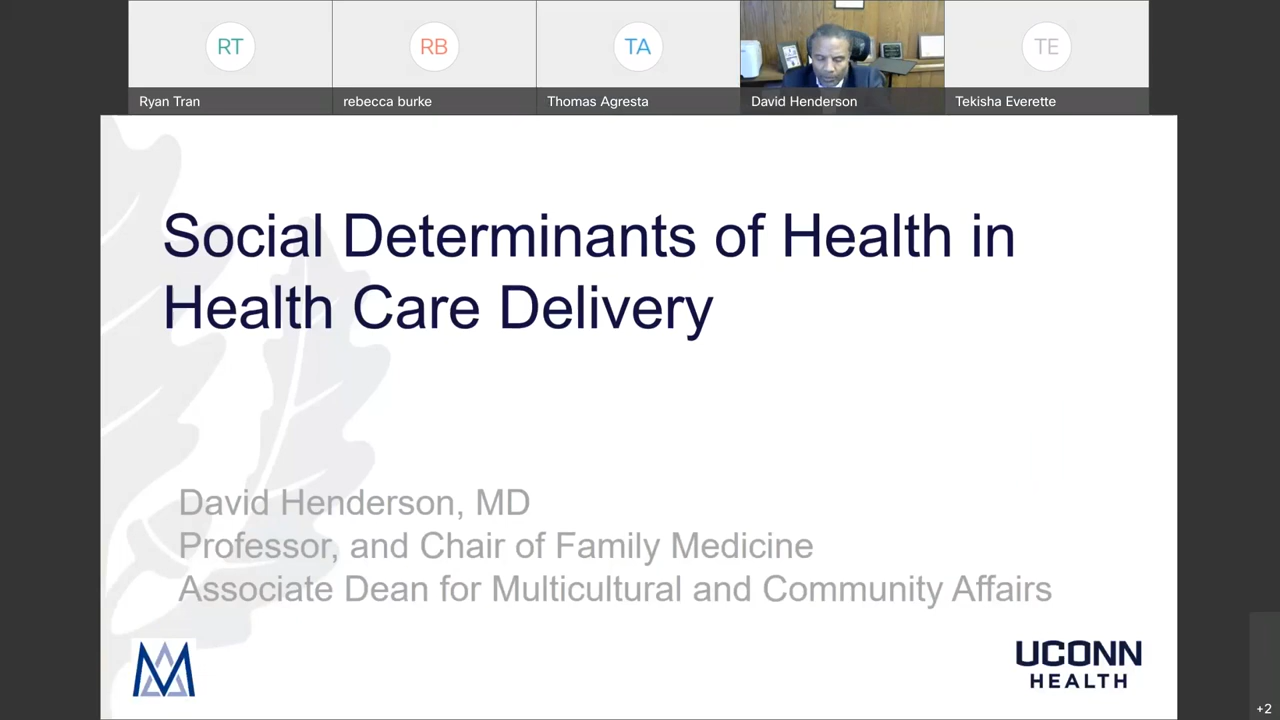 RT
RB
TA
TE
Ryan Tran
rebecca burke
Thomas Agresta
David Henderson
Tekisha Everette
Social Determinants of Health in
Health Care Delivery
David Henderson, MD
Professor, and Chair of Family Medicine
Associate Dean for Multicultural and Community Affairs
UCONN
HEALTH
+2